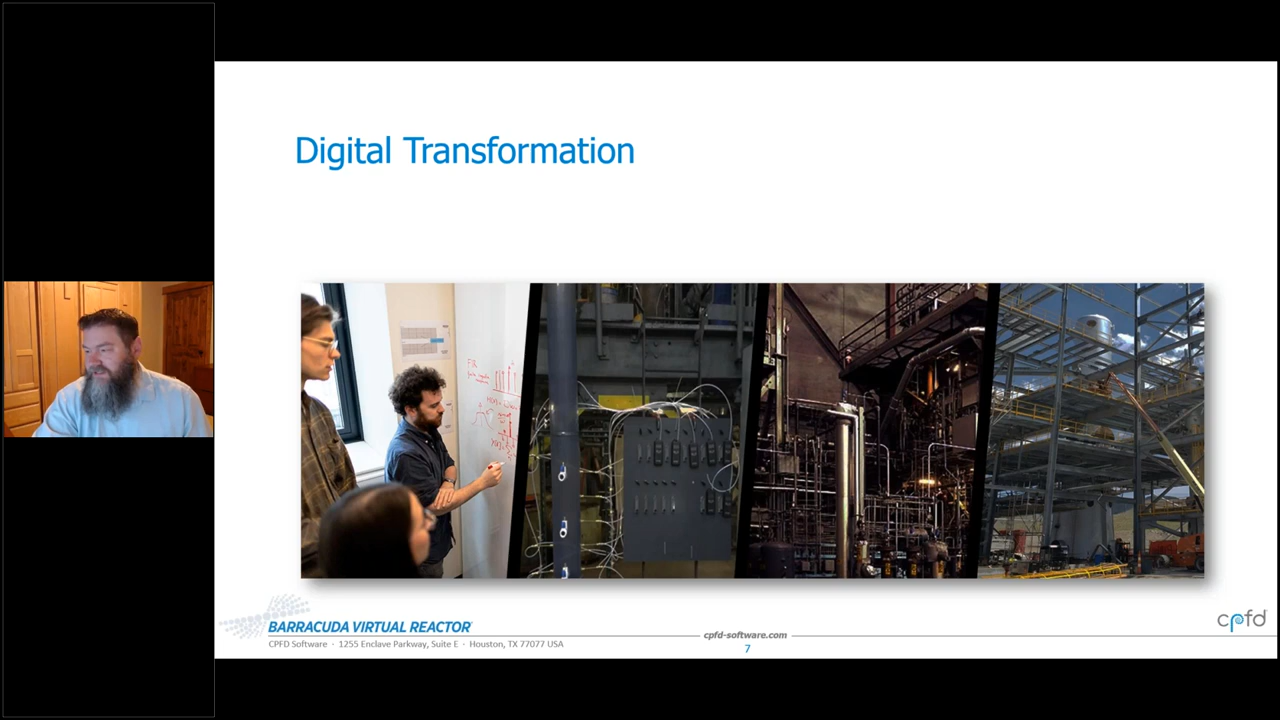 Digital Transformation
BARRACUDA VIRTUAL REACTOR
CPFD Software · 1255 Enclave Parkway, Suite E · Houston, TX 77077 USA
cpfd-software.com
7
cpfd